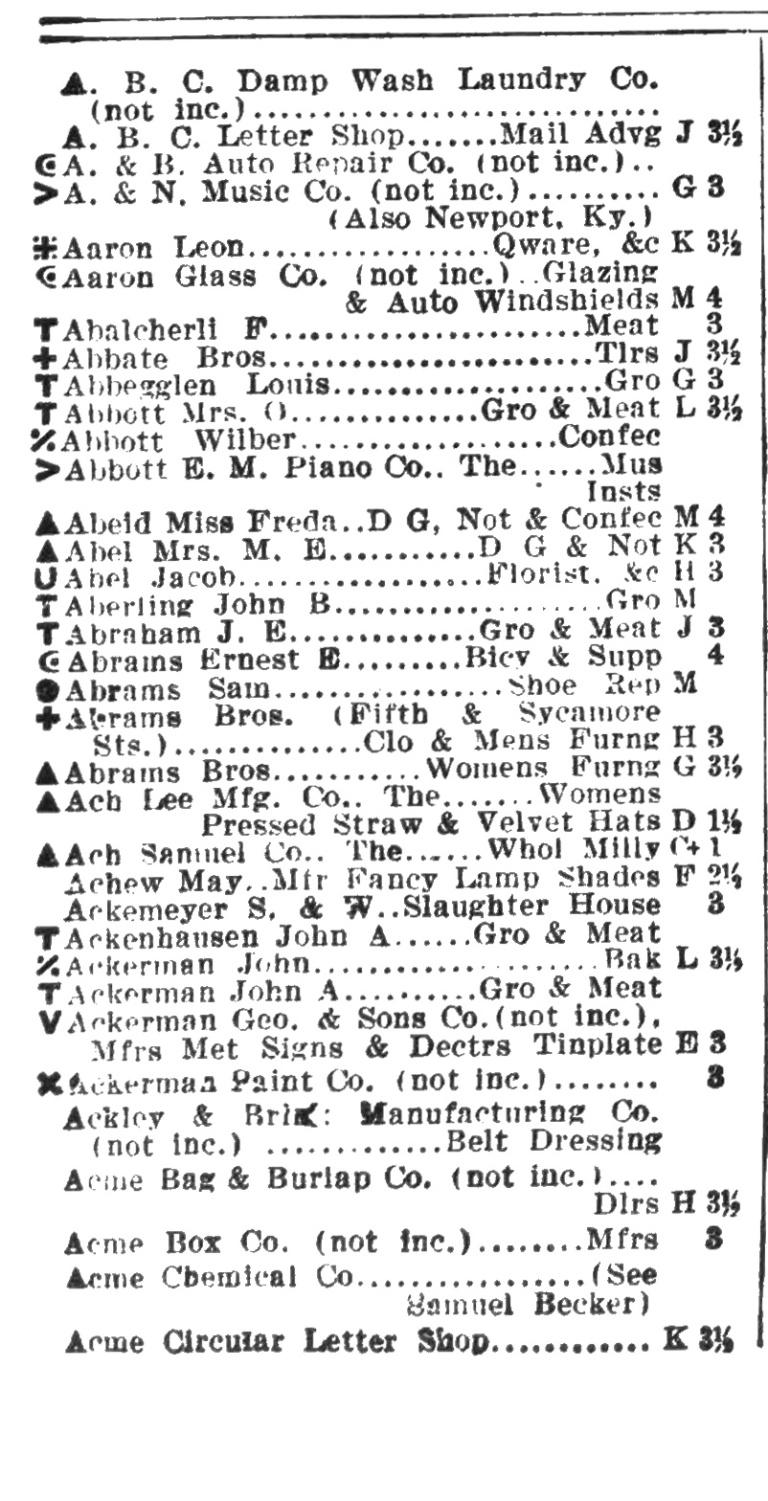 A. B. C. Damp Wash Laundry Co.
(not inc.)..............................
A. B. C. Letter Shop.......Mail Advg J 3½
A. & B. Auto Repair Co. (not inc.)..
A. & N. Music Co. (not inc.).......... G 3
(Also Newport, Ky.)
Aaron Leon..................Qware, &c K 3½
Aaron Glass Co. (not inc.)..Glazing
& Auto Windshields M 4
T Abalcherli F.......................Meat 3
+ Abbate Bros........................Tlrs J 3½
T Abbegglen Louis....................Gro G 3
T Abbott Mrs. O..............Gro & Meat L 3½
% Abbott Wilber...................Confec
> Abbott E. M. Piano Co.. The......Mus
Insts
▲ Abeid Miss Freda..D G, Not & Confec M 4
▲ Abel Mrs. M. E...........D G & Not K 3
U Abel Jacob..................Florist, &c H 3
T Aberling John B....................Gro M
T Abraham J. E..............Gro & Meat J 3
Abrams Ernest E.........Bicy & Supp 4
● Abrams Sam.................Shoe Rep M
+ Abrams Bros. (Fifth & Sycamore
Sts.)..............Clo & Mens Furng H 3
▲ Abrams Bros...........Womens Furng G 3½
▲ Ach Lee Mfg. Co.. The.......Womens
Pressed Straw & Velvet Hats D 1½
▲ Ach Samuel Co.. The......Whol Milly C+ 1
Achew May..Mfr Fancy Lamp Shades F 2½
Ackemeyer S. & W..Slaughter House 3
T Ackenhausen John A......Gro & Meat
% Ackerman John.....................Bak L 3½
T Ackerman John A..........Gro & Meat
V Ackerman Geo. & Sons Co.(not inc.),
Mfrs Met Signs & Dectrs Tinplate E 3
✖ Ackerman Paint Co. (not inc.)........ 3
Ackley & Manufacturing Co.
(not inc.) .............Belt Dressing
Acme Bag & Burlap Co. (not inc.)....
Dlrs H 3½
Acme Box Co. (not inc.)........Mfrs 3
Acme Chemical Co.................(See
Samuel Becker)
Acme Circular Letter Shop............ K 3½